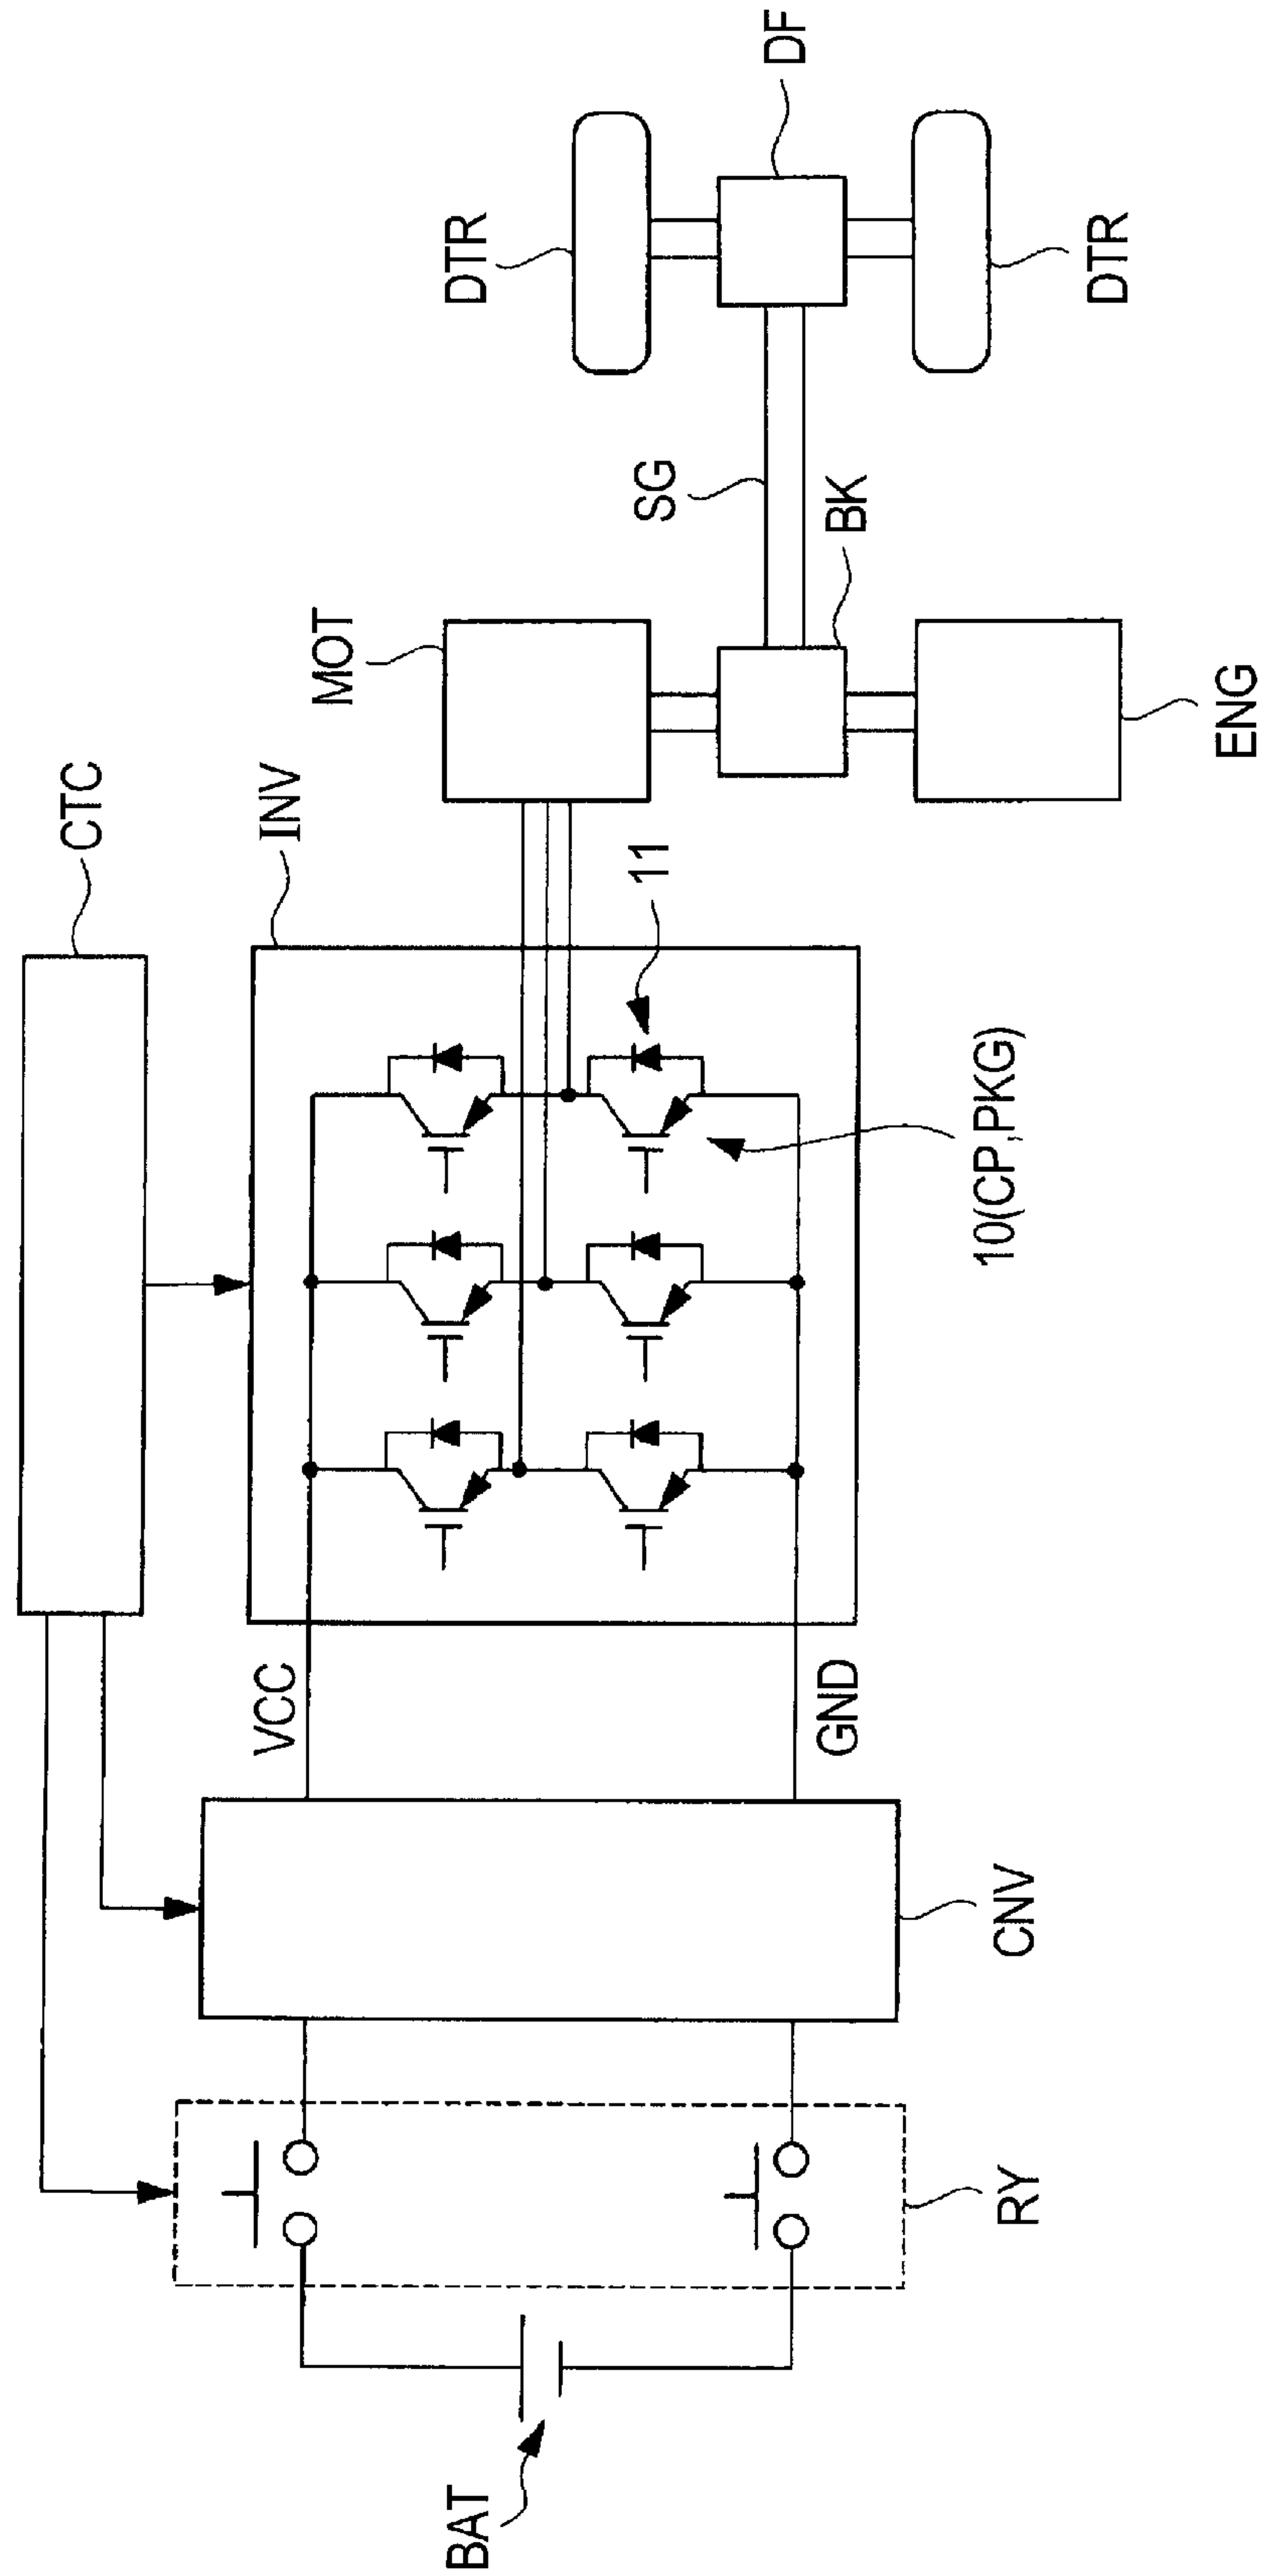 CTC
INV
MOT
DTR
DF
SG
BK
DTR
ENG
11
10(CP,PKG)
VCC
GND
CNV
RY
BAT